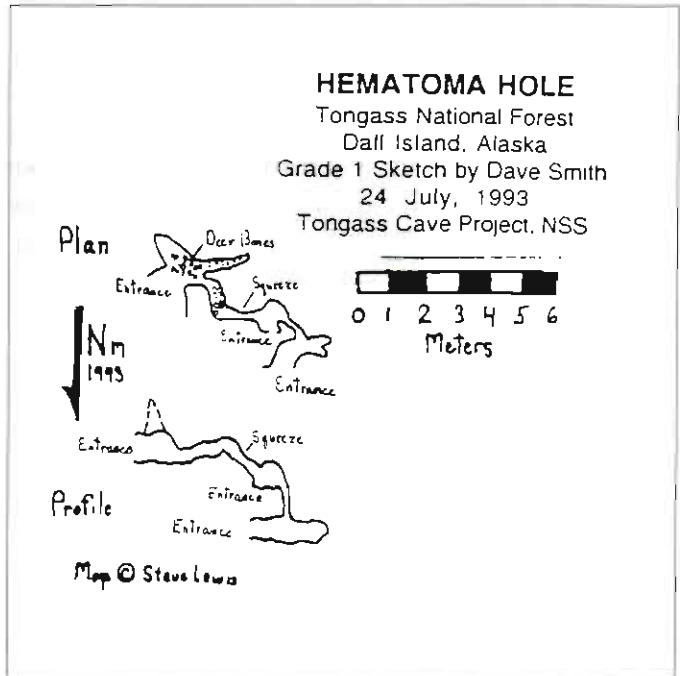 HEMATOMA HOLE
Tongass National Forest
Dall Island, Alaska
Grade 1 Sketch by Dave Smith
24 July, 1993
Tongass Cave Project, NSS
Plan
Deer Bones
Entrance
Squeeze
Entrance
Entrance
0 1 2 3 4 5 6
Meters
Nm
1993
Entrance
Squeeze
Entrance
Entrance
Profile
Map © Steve Lewis